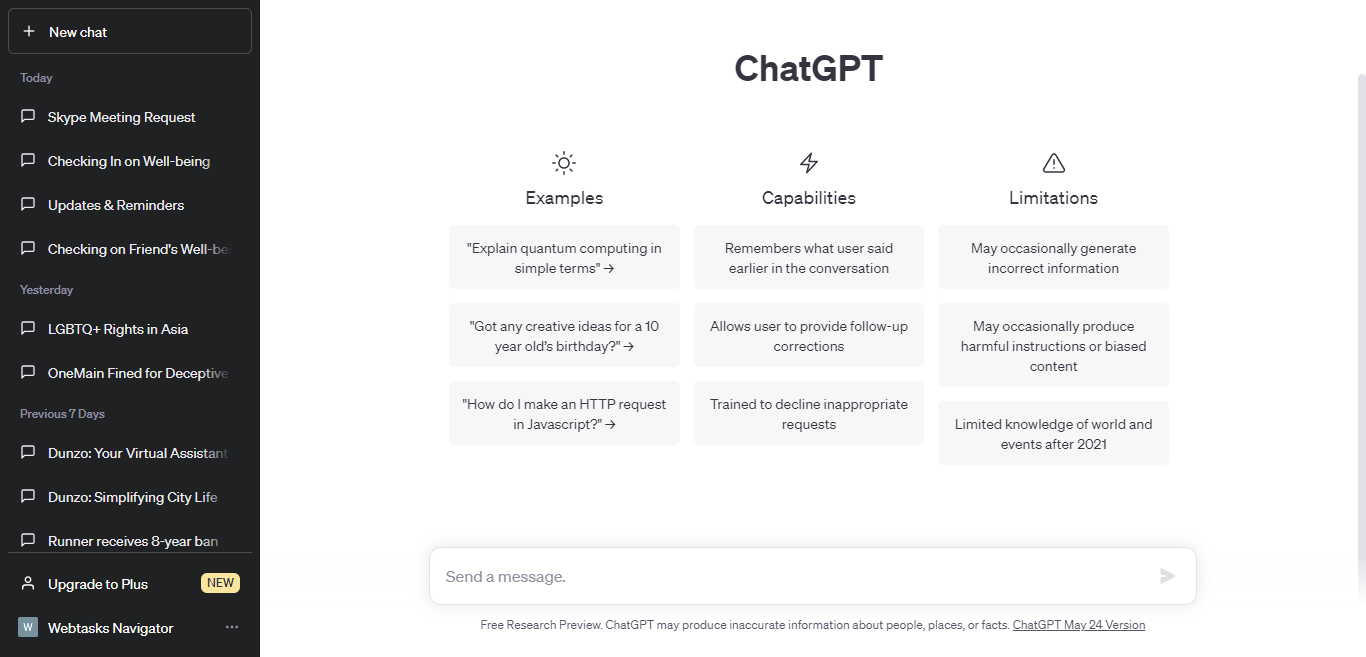 New chat
Today
Skype Meeting Request
Checking In on Well-being
Updates & Reminders
Checking on Friend's Well-bei
Yesterday
LGBTQ+ Rights in Asia
OneMain Fined for Deceptive
Previous 7 Days
Dunzo: Your Virtual Assistant
Dunzo: Simplifying City Life
Runner receives 8-year ban
Upgrade to Plus
NEW
W
Webtasks Navigator
ChatGPT
Examples
"Explain quantum computing in
simple terms" →
"Got any creative ideas for a 10
year old's birthday?" →
"How do I make an HTTP request
in Javascript?" →
Capabilities
Remembers what user said
earlier in the conversation
Allows user to provide follow-up
corrections
Trained to decline inappropriate
requests
Limitations
May occasionally generate
incorrect information
May occasionally produce
harmful instructions or biased
content
Limited knowledge of world and
events after 2021
Send a message.
Free Research Preview. ChatGPT may produce inaccurate information about people, places, or facts. ChatGPT May 24 Version